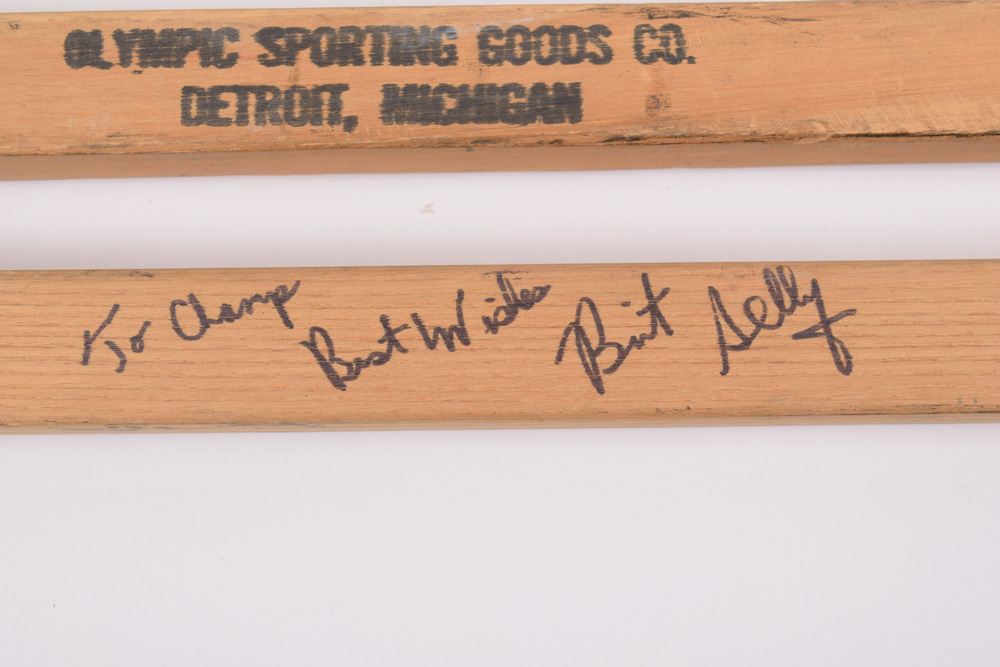 OLYMPIC SPORTING GOODS CO.
DETROIT, MICHIGAN
To Champ Best Wishes Brit Selby